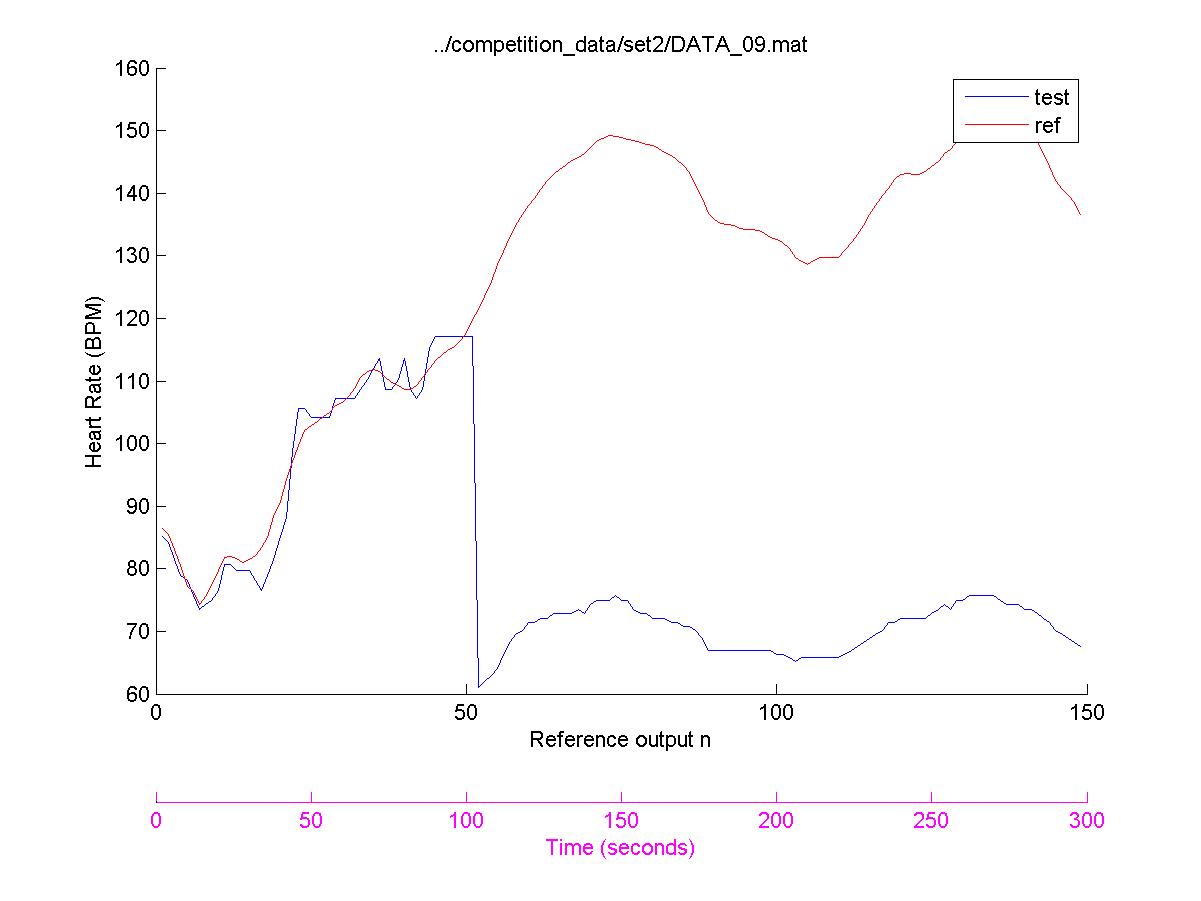 ../competition_data/set2/DATA_09.mat
160
150
140
130
120
110
100
90
80
70
60
Heart Rate (BPM)
test
ref
0 50 100 150
Reference output n
0 50 100 150 200 250 300
Time (seconds)